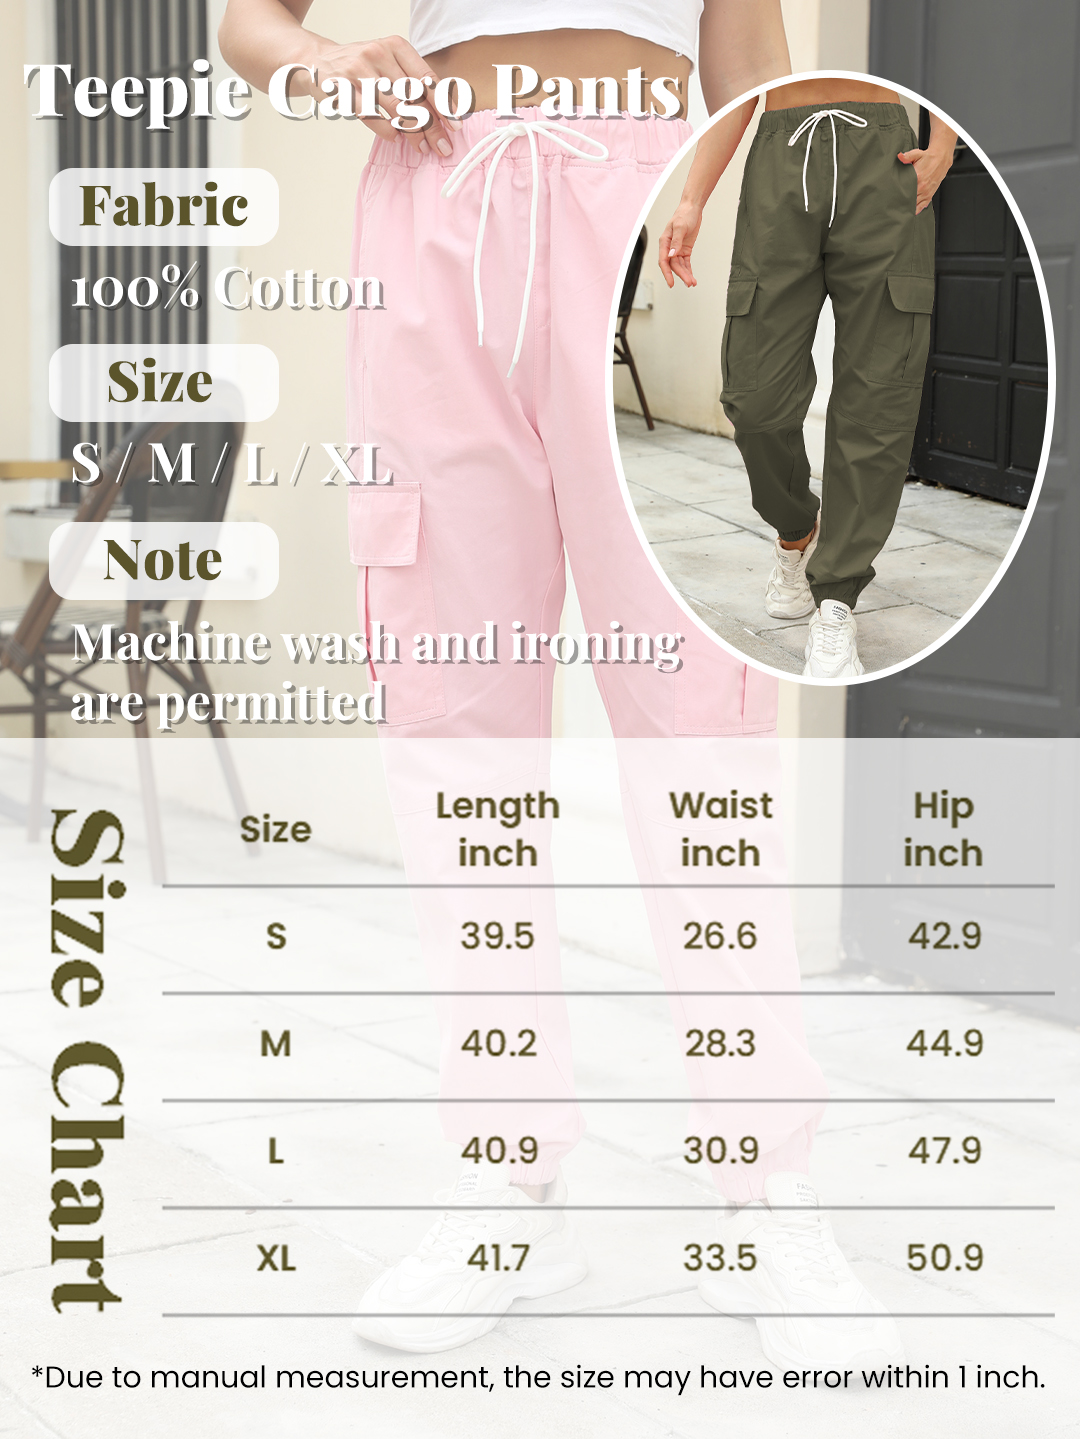 Teepie Cargo Pants
Fabric
100% Cotton
Size
S / M / L / XL
Note
Machine wash and ironing
are permitted
Size Chart
Size Length inch Waist inch Hip inch
S 39.5 26.6 42.9
M 40.2 28.3 44.9
L 40.9 30.9 47.9
XL 41.7 33.5 50.9
*Due to manual measurement, the size may have error within 1 inch.